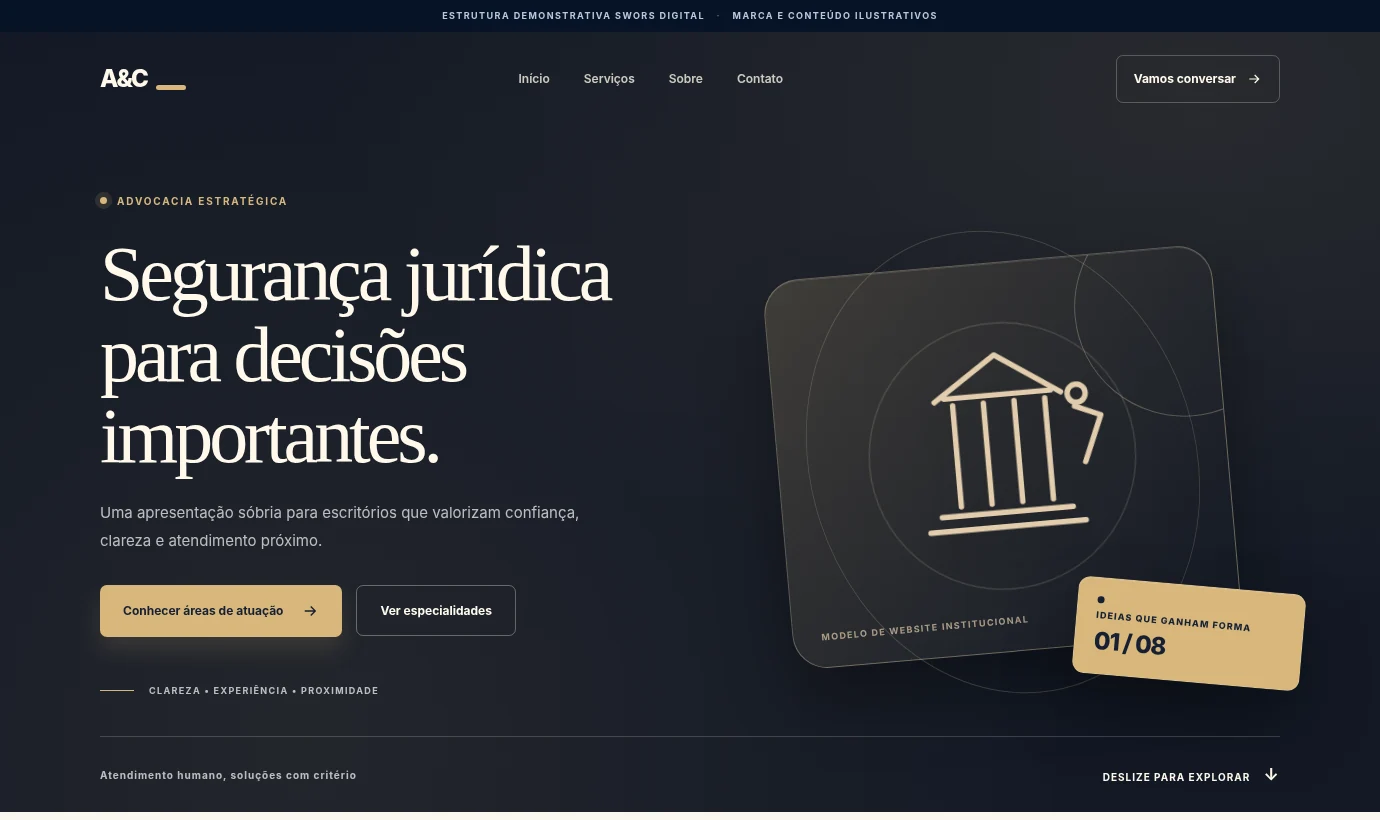 ESTRUTURA DEMONSTRATIVA SWORS DIGITAL · MARCA E CONTEÚDO ILUSTRATIVOS
A&C
Início
Serviços
Sobre
Contato
Vamos conversar →
ADVOCACIA ESTRATÉGICA
Segurança jurídica
para decisões
importantes.
Uma apresentação sóbria para escritórios que valorizam confiança,
clareza e atendimento próximo.
Conhecer áreas de atuação →
Ver especialidades
CLAREZA • EXPERIÊNCIA • PROXIMIDADE
MODELO DE WEBSITE INSTITUCIONAL
IDEIAS QUE GANHAM FORMA
01/08
Atendimento humano, soluções com critério
DESLIZE PARA EXPLORAR ↓